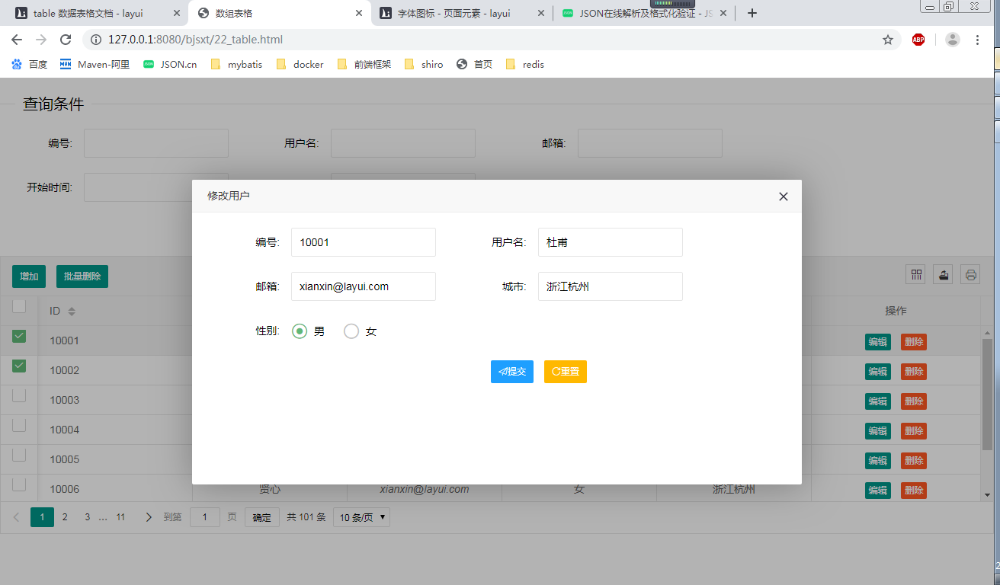 table 数据表格文档 - layui
数组表格
字体图标 - 页面元素 - layui
JSON在线解析及格式化验证 - JS
127.0.0.1:8080/bjsxt/22_table.html
ABP
百度 Maven-阿里 JSON.cn mybatis docker 前端框架 shiro 首页 redis
查询条件
编号: 用户名: 邮箱:
开始时间:
修改用户
编号: 10001 用户名: 杜甫
邮箱: xianxin@layui.com 城市: 浙江杭州
性别: 男 女
提交 重置
增加 批量删除
ID 操作
10001 编辑 删除
10002 编辑 删除
10003 编辑 删除
10004 编辑 删除
10005 编辑 删除
10006 贤心 xianxin@layui.com 女 浙江杭州 编辑 删除
1 2 3 … 11 到第 1 页 确定 共 101 条 10 条/页